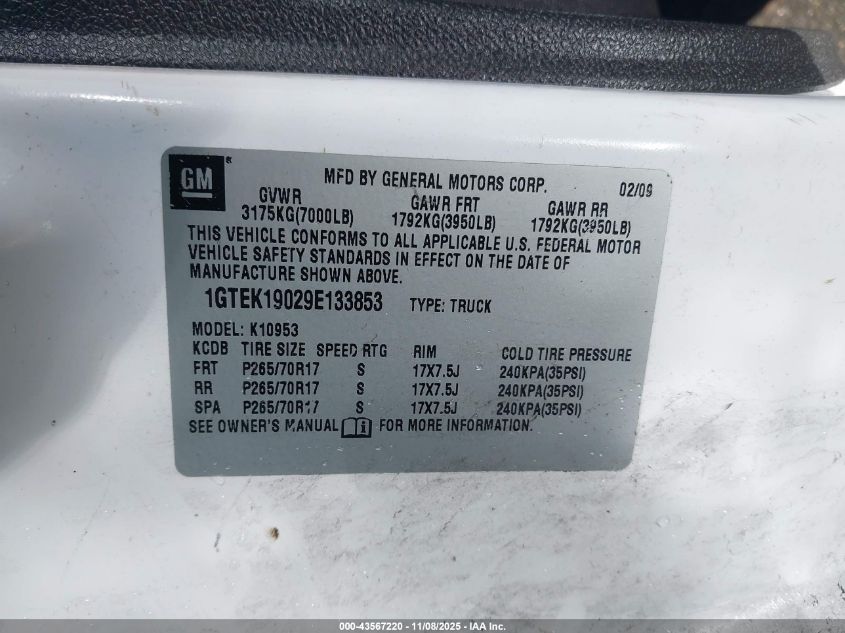 GM ®
MFD BY GENERAL MOTORS CORP. 02/09
GVWR GAWR FRT GAWR RR
3175KG(7000LB) 1792KG(3950LB) 1792KG(3950LB)
THIS VEHICLE CONFORMS TO ALL APPLICABLE U.S. FEDERAL MOTOR
VEHICLE SAFETY STANDARDS IN EFFECT ON THE DATE OF
MANUFACTURE SHOWN ABOVE.
1GTEK19029E133853 TYPE: TRUCK
MODEL: K10953
KCDB TIRE SIZE SPEED RTG RIM COLD TIRE PRESSURE
FRT P265/70R17 S 17X7.5J 240KPA(35PSI)
RR P265/70R17 S 17X7.5J 240KPA(35PSI)
SPA P265/70R17 S 17X7.5J 240KPA(35PSI)
SEE OWNER'S MANUAL FOR MORE INFORMATION.
000-43567220 - 11/08/2025 - IAA Inc.